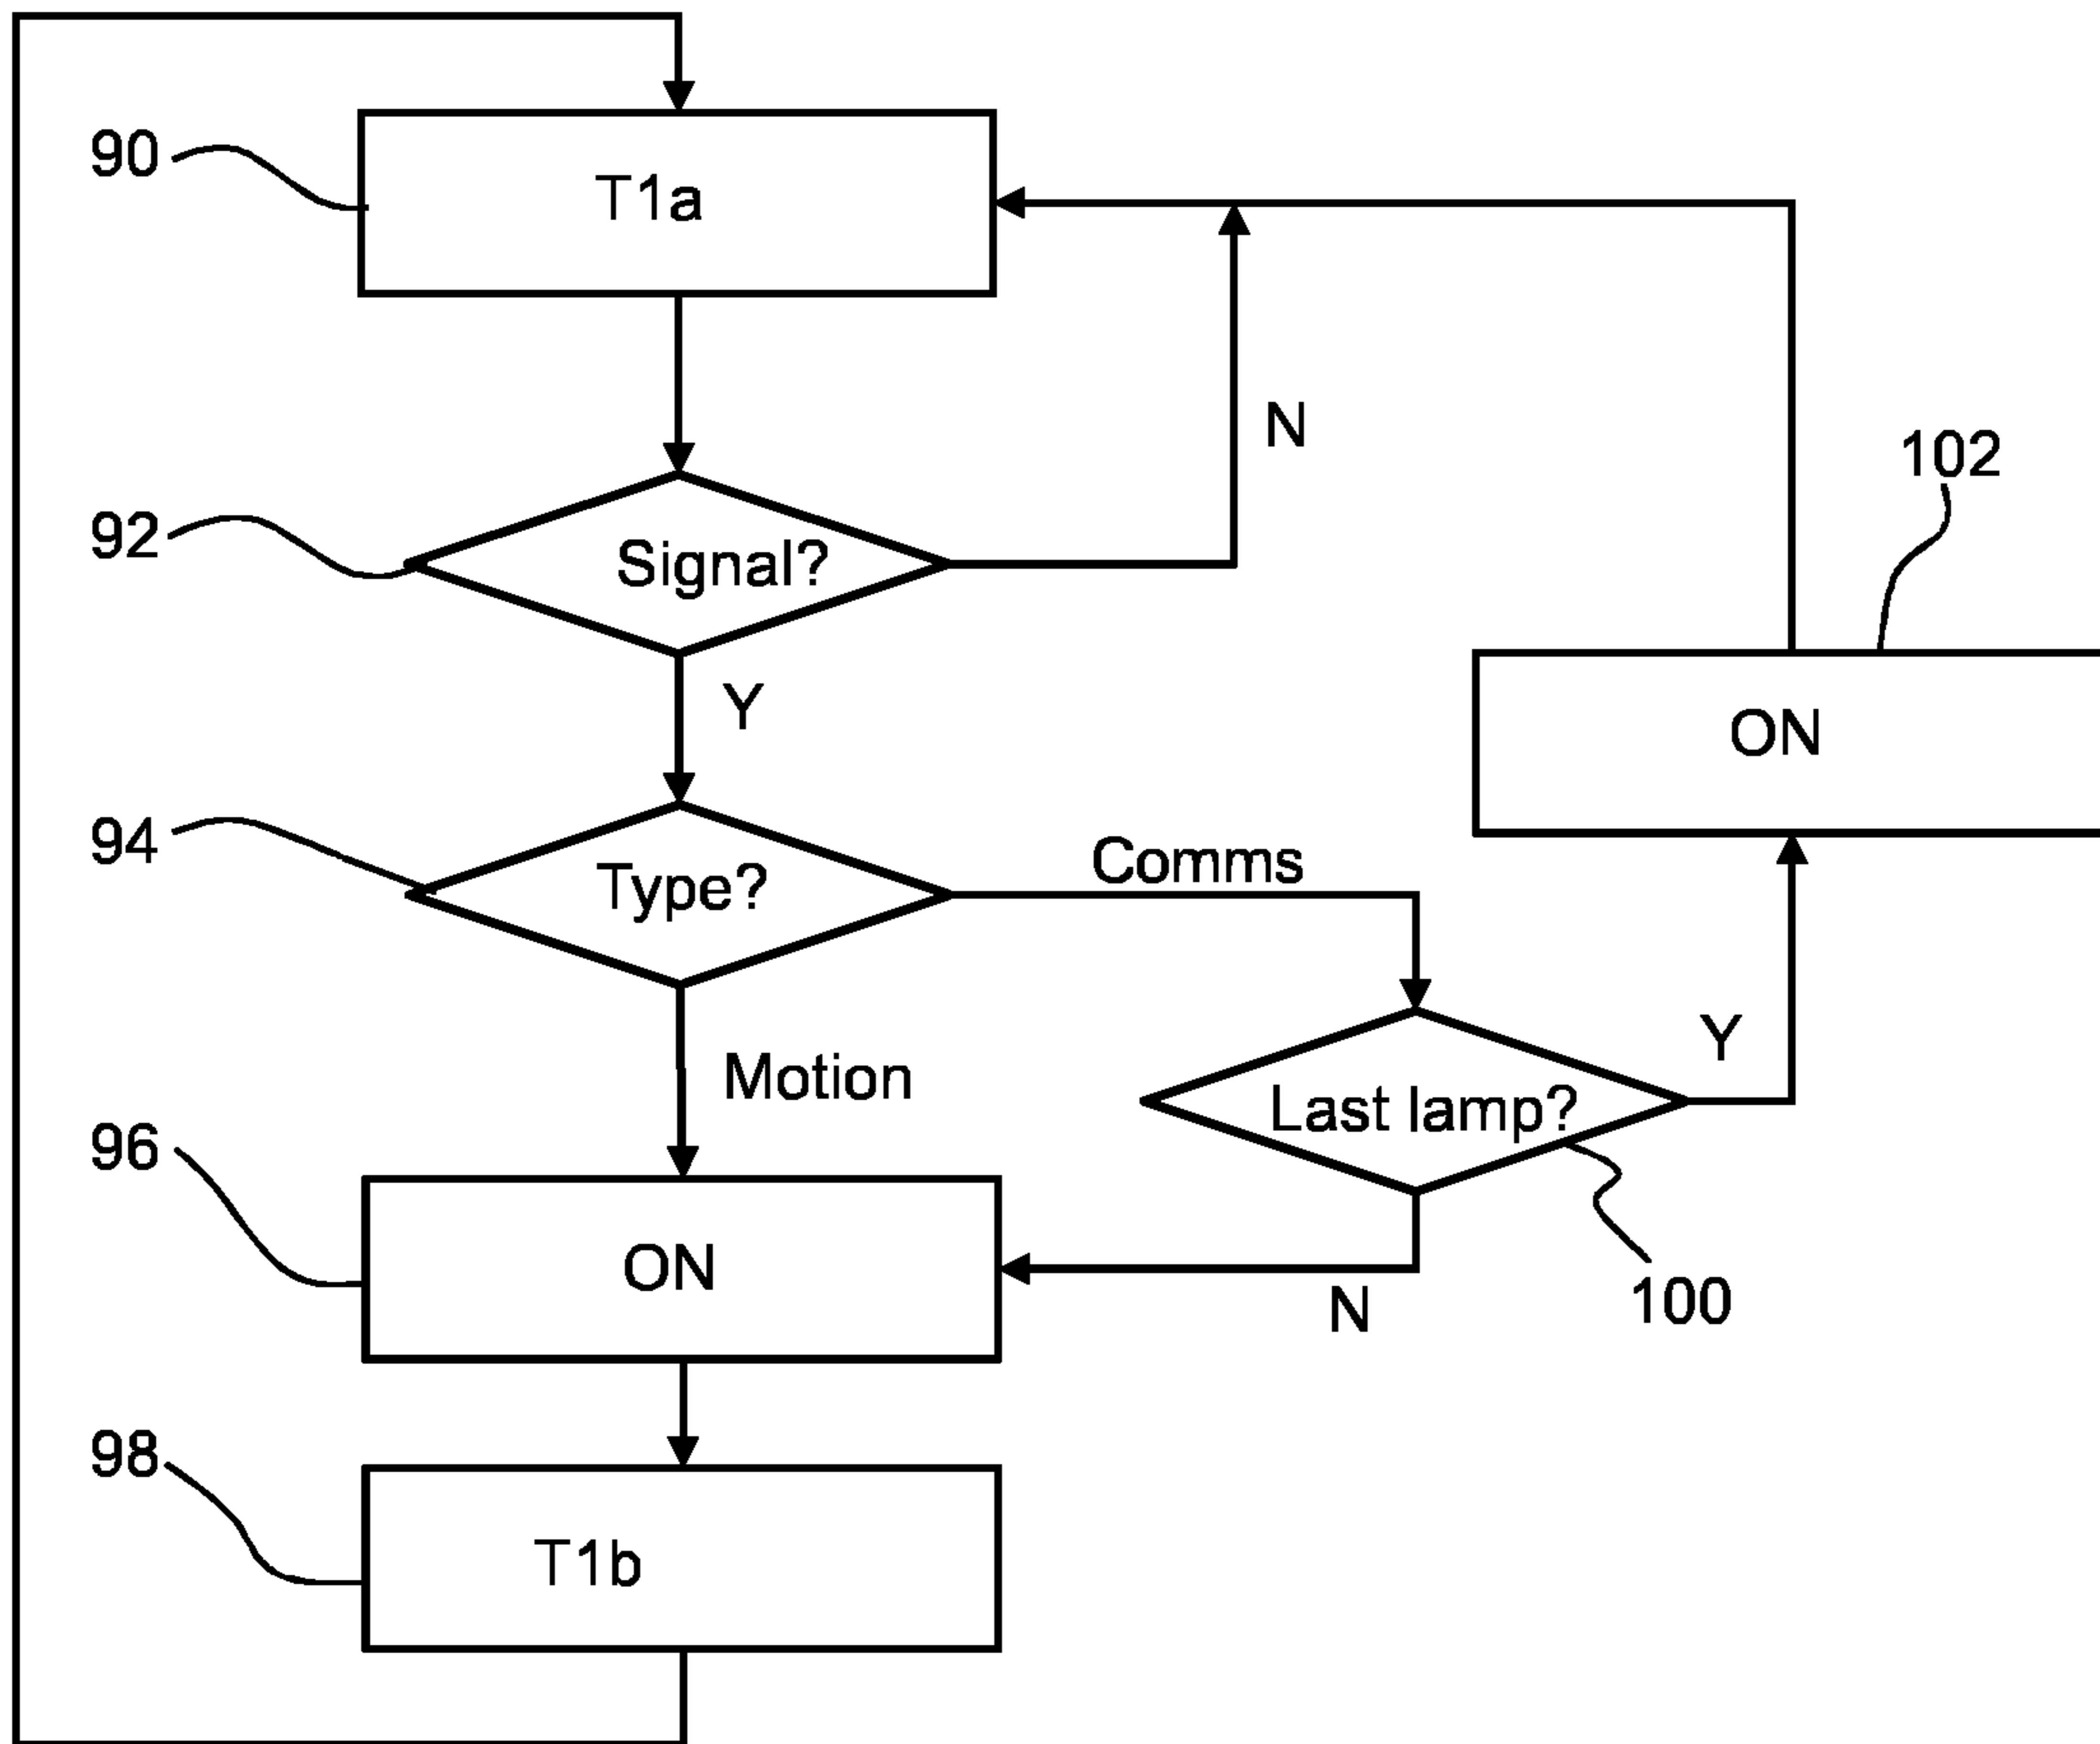 90
T1a
N
102
92
Signal?
Y
ON
94
Type?
Comms
Motion
Y
Last lamp?
96
ON
N
100
98
T1b